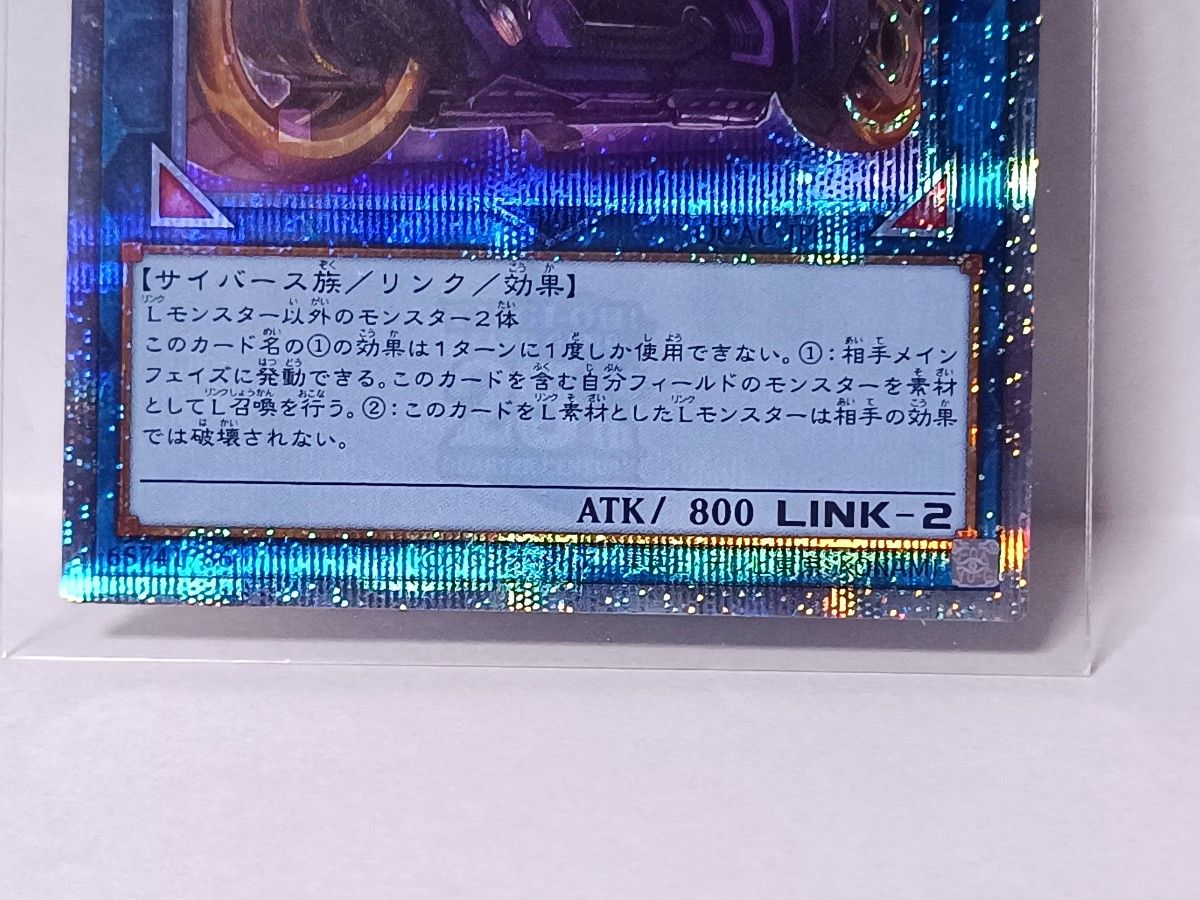 【サイバース族／リンク／効果】
Lモンスター以外のモンスター2体
このカード名の①の効果は1ターンに1度しか使用できない。①：相手メイン
フェイズに発動できる。このカードを含む自分フィールドのモンスターを素材
としてL召喚を行う。②：このカードをL素材としたLモンスターは相手の効果
では破壊されない。
ATK/ 800 LINK-2
KONAMI